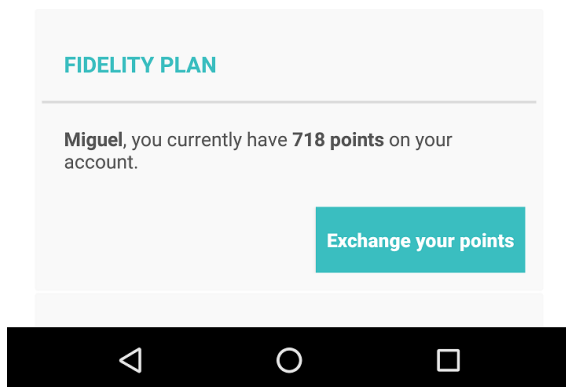 FIDELITY PLAN
Miguel, you currently have 718 points on your
account.
Exchange your points